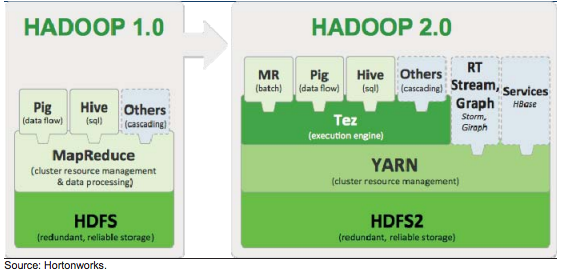 HADOOP 1.0
Pig
(data flow)
Hive
(sql)
Others
(cascading)
MapReduce
(cluster resource management
& data processing)
HDFS
(redundant, reliable storage)
HADOOP 2.0
MR
(batch)
Pig
(data flow)
Hive
(sql)
Others
(cascading)
RT
Stream,
Graph
Storm,
Giraph
Services
HBase
Tez
(execution engine)
YARN
(cluster resource management)
HDFS2
(redundant, reliable storage)
Source: Hortonworks.